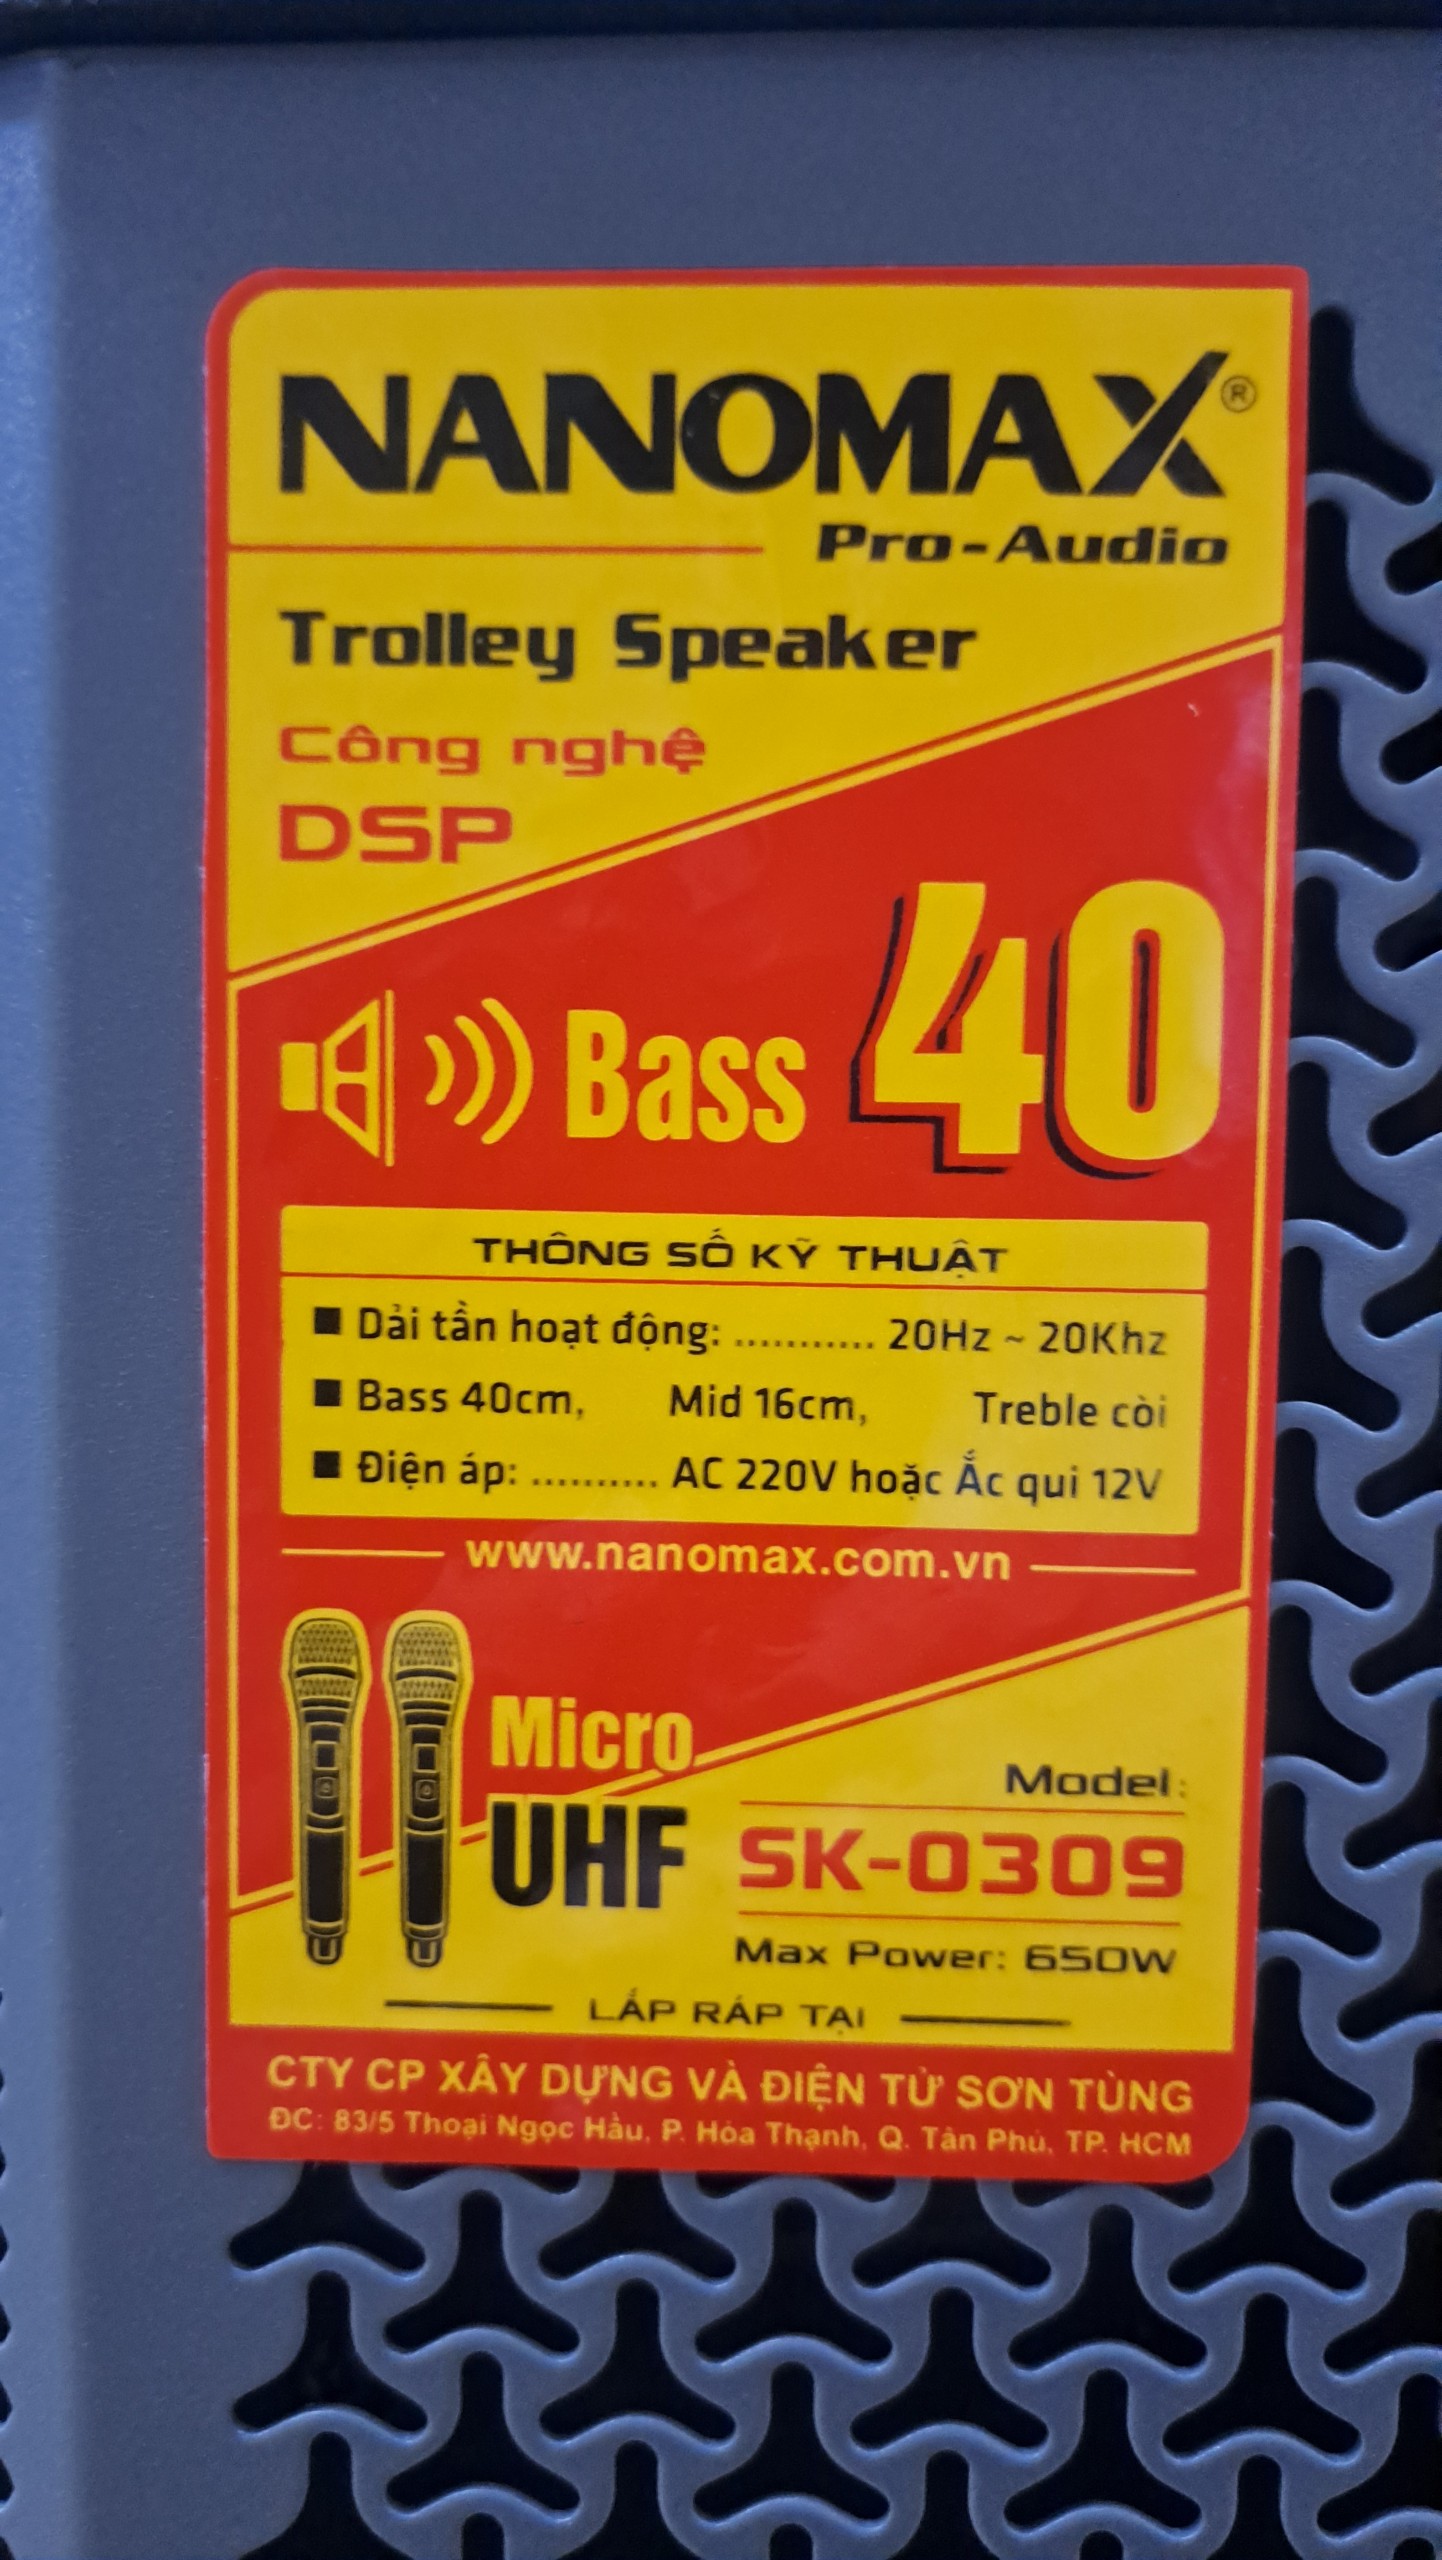 NANOMAX®
Pro-Audio
Trolley Speaker
Công nghệ
DSP
Bass 40
THÔNG SỐ KỸ THUẬT
■ Dải tần hoạt động: ........... 20Hz ~ 20Khz
■ Bass 40cm, Mid 16cm, Treble còi
■ Điện áp: .......... AC 220V hoặc Ắc qui 12V
www.nanomax.com.vn
Micro
UHF
Model:
SK-0309
Max Power: 650W
LẮP RÁP TẠI
CTY CP XÂY DỰNG VÀ ĐIỆN TỬ SƠN TÙNG
ĐC: 83/5 Thoại Ngọc Hầu, P. Hòa Thạnh, Q. Tân Phú, TP. HCM